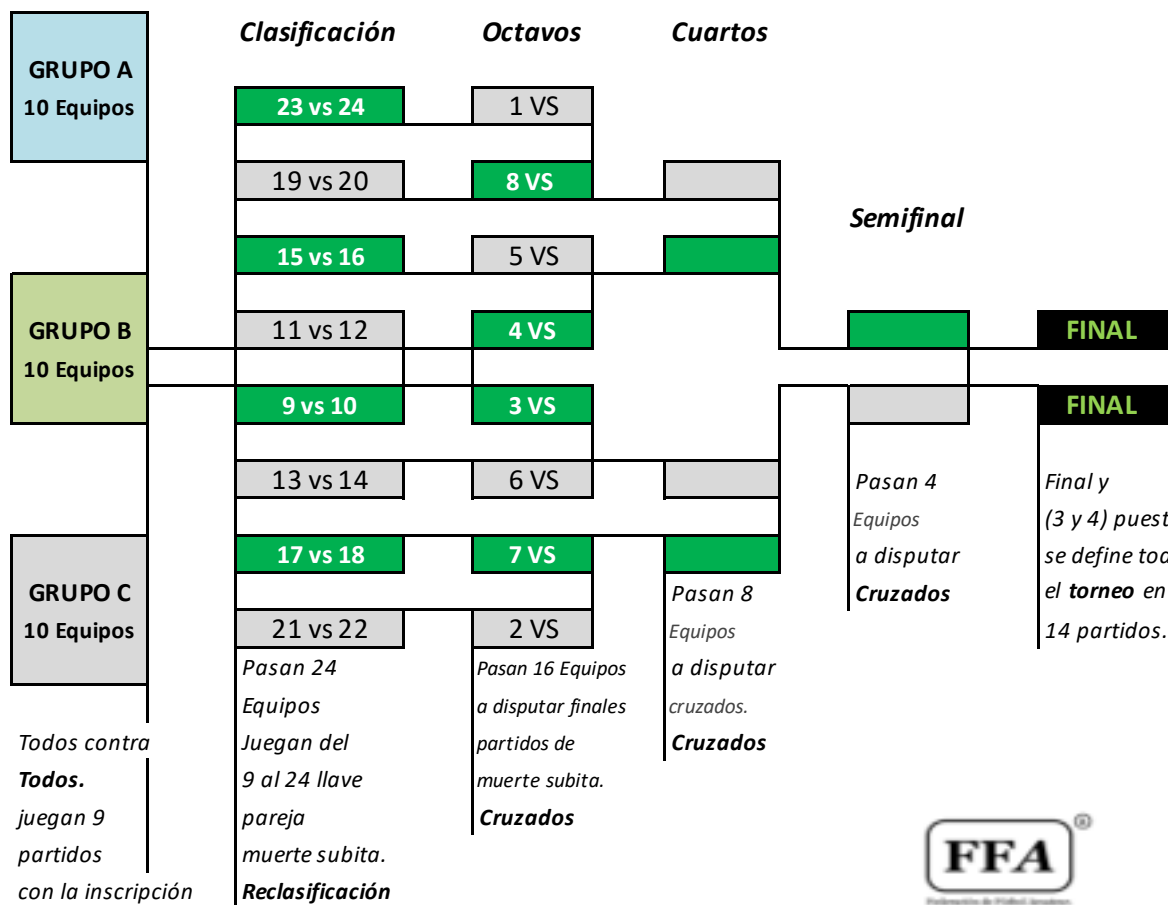 Clasificación
Octavos
Cuartos
GRUPO A
10 Equipos
23 vs 24
1 VS
19 vs 20
8 VS
Semifinal
15 vs 16
5 VS
GRUPO B
10 Equipos
11 vs 12
4 VS
FINAL
9 vs 10
3 VS
FINAL
13 vs 14
6 VS
17 vs 18
7 VS
GRUPO C
10 Equipos
21 vs 22
2 VS
Todos contra
Todos.
juegan 9
partidos
con la inscripción
Pasan 24
Equipos
Juegan del
9 al 24 llave
pareja
muerte subita.
Reclasificación
Pasan 16 Equipos
a disputar finales
partidos de
muerte subita.
Cruzados
Pasan 8
Equipos
a disputar
cruzados.
Cruzados
Pasan 4
Equipos
a disputar
Cruzados
Final y
(3 y 4) puest
se define tod
el torneo en
14 partidos.
FFA
®